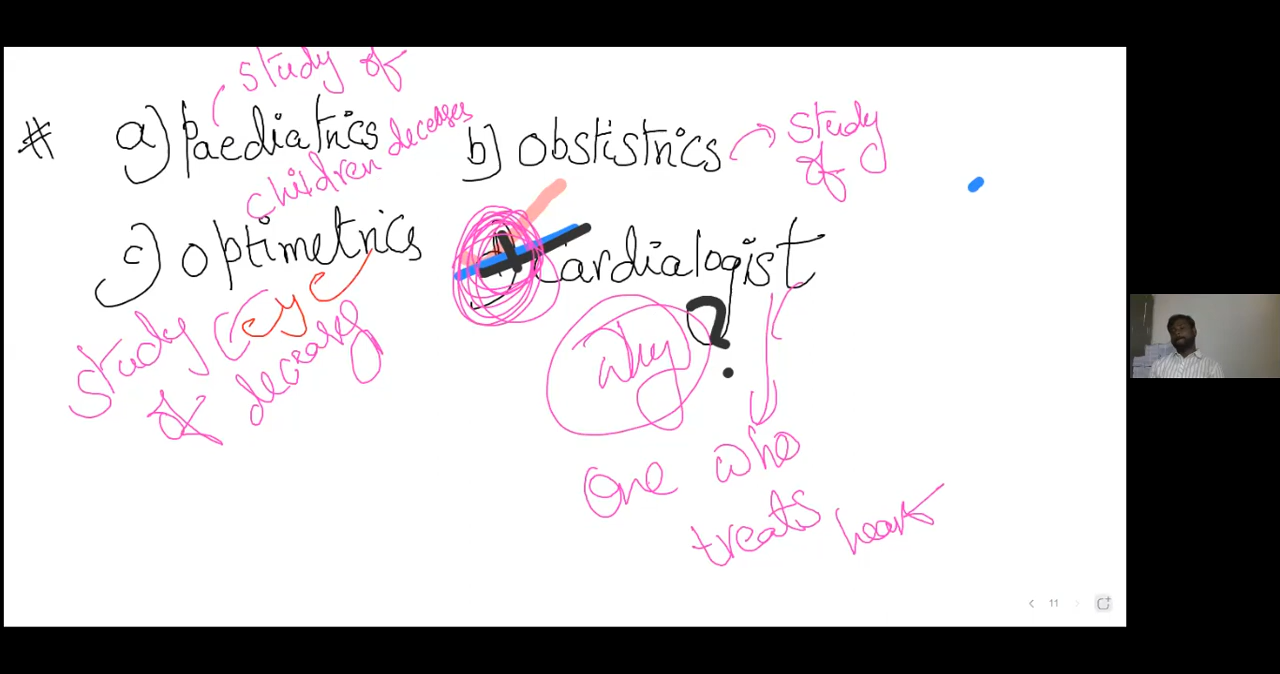 study of
# a) paediatrics
children deceases
b) obstistrics
study
of
c) optimetrics
study eye
of deceases
d) Cardialogist
why ?
One who
treats heart
11